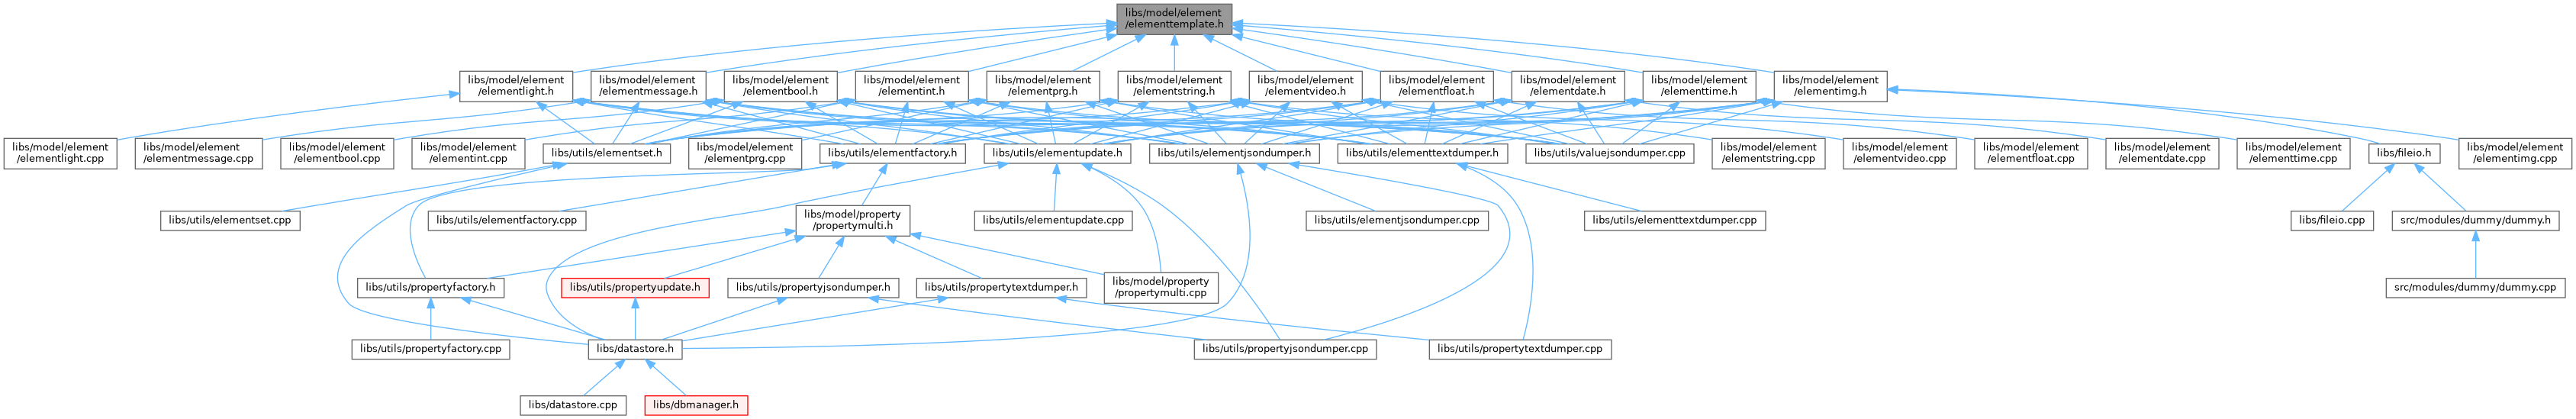 libs/model/element
/elementtemplate.h
libs/model/element
/elementlight.h
libs/model/element
/elementmessage.h
libs/model/element
/elementbool.h
libs/model/element
/elementint.h
libs/model/element
/elementprg.h
libs/model/element
/elementstring.h
libs/model/element
/elementvideo.h
libs/model/element
/elementfloat.h
libs/model/element
/elementdate.h
libs/model/element
/elementtime.h
libs/model/element
/elementimg.h
libs/model/element
/elementlight.cpp
libs/model/element
/elementmessage.cpp
libs/model/element
/elementbool.cpp
libs/model/element
/elementint.cpp
libs/utils/elementset.h
libs/model/element
/elementprg.cpp
libs/utils/elementfactory.h
libs/utils/elementupdate.h
libs/utils/elementjsondumper.h
libs/utils/elementtextdumper.h
libs/utils/valuejsondumper.cpp
libs/model/element
/elementstring.cpp
libs/model/element
/elementvideo.cpp
libs/model/element
/elementfloat.cpp
libs/model/element
/elementdate.cpp
libs/model/element
/elementtime.cpp
libs/fileio.h
libs/model/element
/elementimg.cpp
libs/utils/elementset.cpp
libs/utils/elementfactory.cpp
libs/model/property
/propertymulti.h
libs/utils/elementupdate.cpp
libs/utils/elementjsondumper.cpp
libs/utils/elementtextdumper.cpp
libs/fileio.cpp
src/modules/dummy/dummy.h
libs/utils/propertyfactory.h
libs/utils/propertyupdate.h
libs/utils/propertyjsondumper.h
libs/utils/propertytextdumper.h
libs/model/property
/propertymulti.cpp
src/modules/dummy/dummy.cpp
libs/utils/propertyfactory.cpp
libs/datastore.h
libs/utils/propertyjsondumper.cpp
libs/utils/propertytextdumper.cpp
libs/datastore.cpp
libs/dbmanager.h